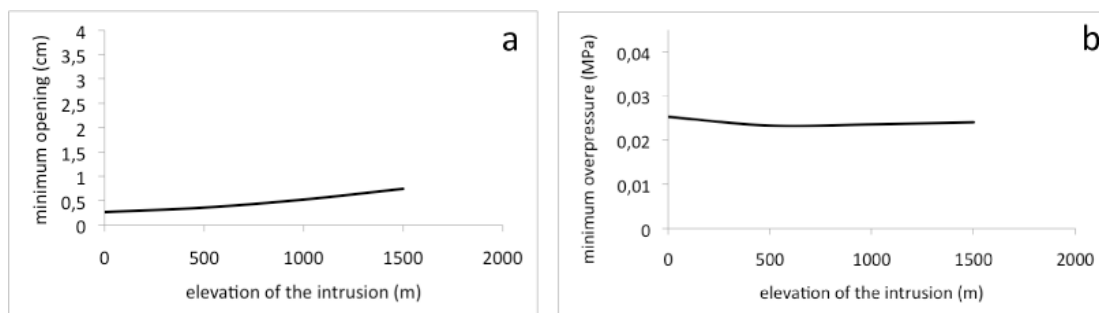 a
minimum opening (cm)
4
3,5
3
2,5
2
1,5
1
0,5
0
0 500 1000 1500 2000
elevation of the intrusion (m)
b
minimum overpressure (MPa)
0,04
0,03
0,02
0,01
0
0 500 1000 1500 2000
elevation of the intrusion (m)